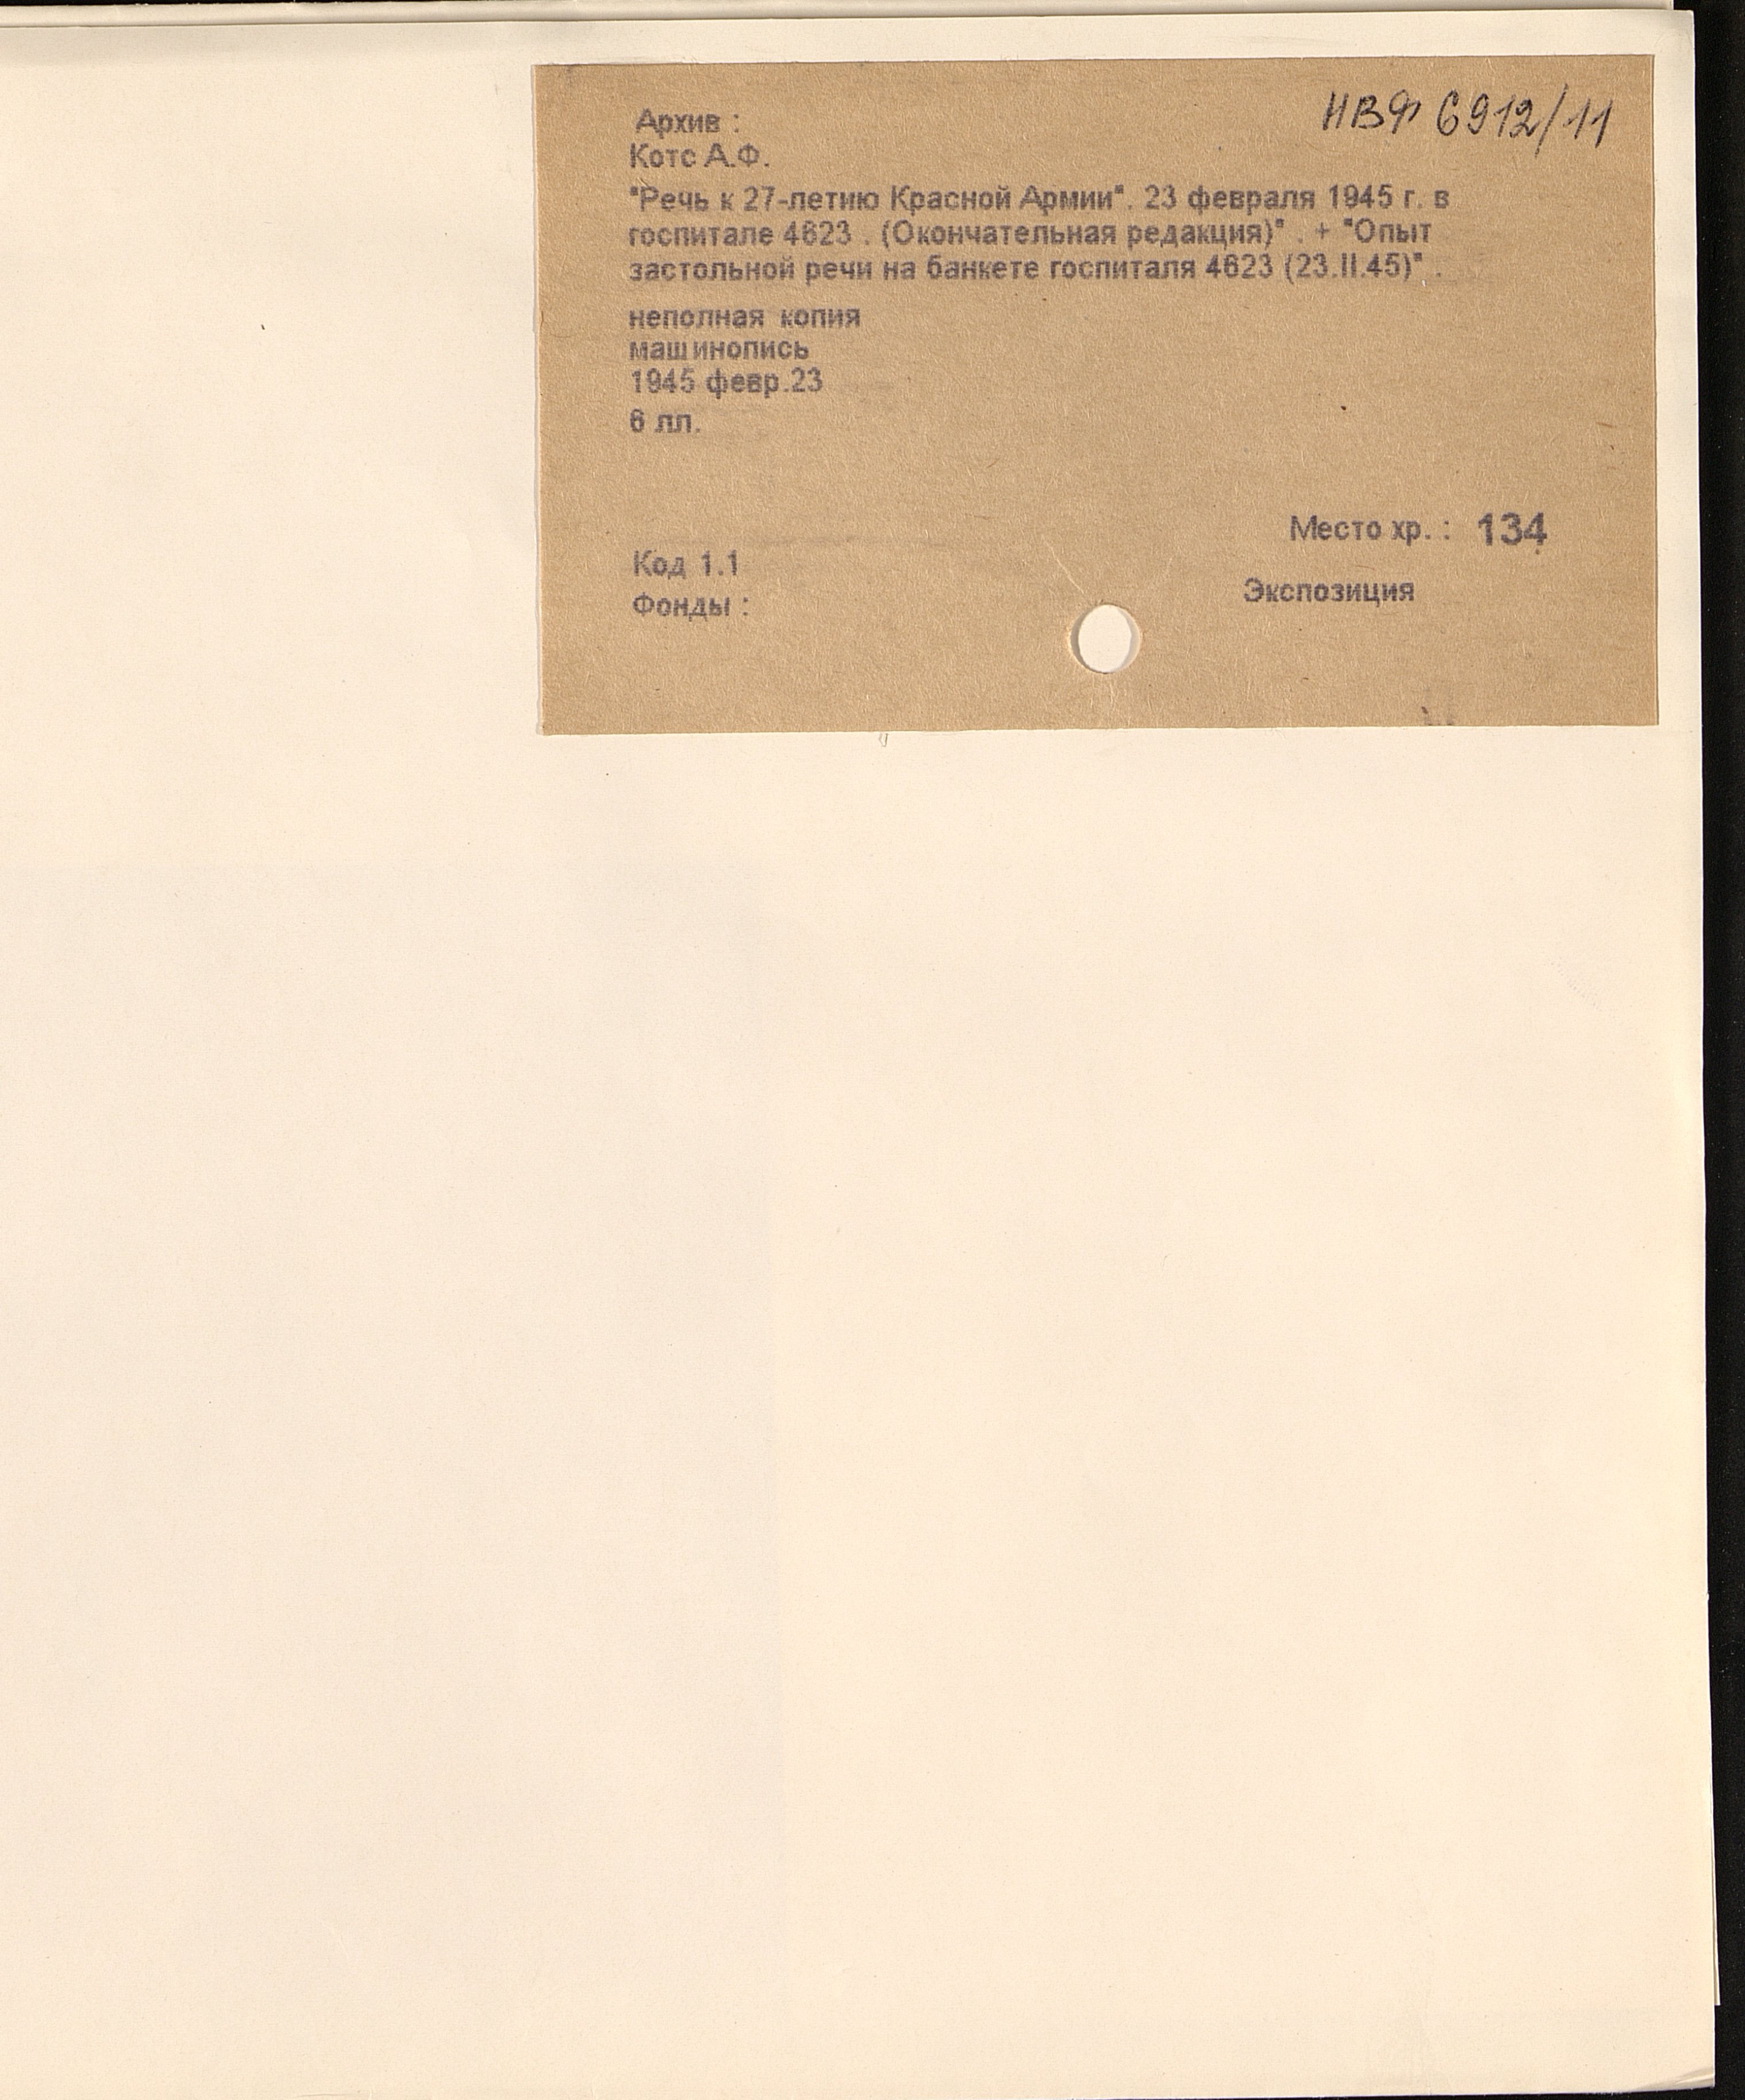 НВФ 6912/11
Архив :
Котс А.Ф.
"Речь к 27-летию Красной Армии". 23 февраля 1945 г. в
госпитале 4623 . (Окончательная редакция)" . + "Опыт
застольной речи на банкете госпиталя 4623 (23.II.45)" .
неполная копия
машинопись
1945 февр.23
6 лл.
Место хр. : 134
Код 1.1
Экспозиция
Фонды :